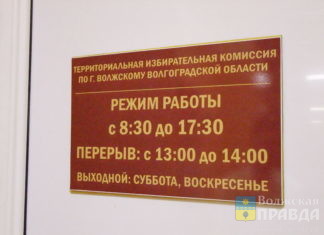 ТЕРРИТОРИАЛЬНАЯ ИЗБИРАТЕЛЬНАЯ КОМИССИЯ
ПО Г. ВОЛЖСКОМУ ВОЛГОГРАДСКОЙ ОБЛАСТИ
РЕЖИМ РАБОТЫ
с 8:30 до 17:30
ПЕРЕРЫВ: с 13:00 до 14:00
ВЫХОДНОЙ: СУББОТА, ВОСКРЕСЕНЬЕ
Волжская
ПРАВДА